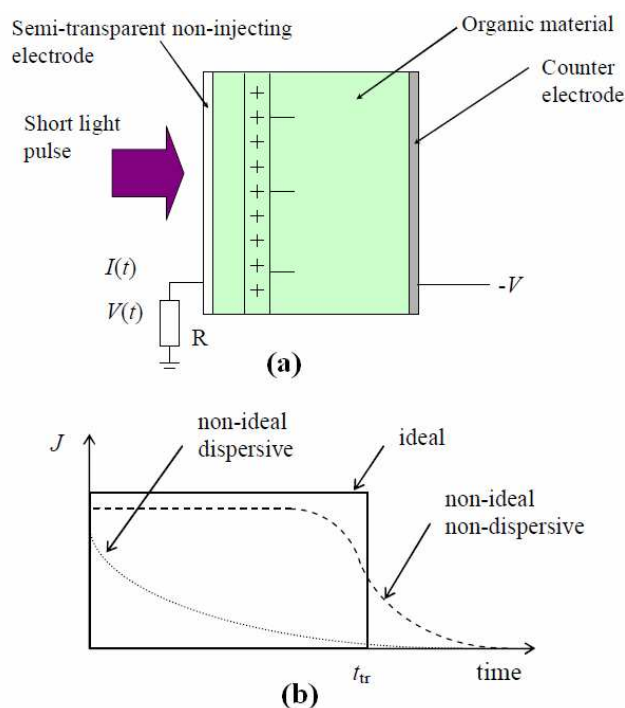 Semi-transparent non-injecting
electrode
Organic material
Counter
electrode
Short light
pulse
+
+
+
+
+
+
+
+
+
I(t)
V(t)
R
-V
(a)
J
non-ideal
dispersive
ideal
non-ideal
non-dispersive
t_tr
time
(b)